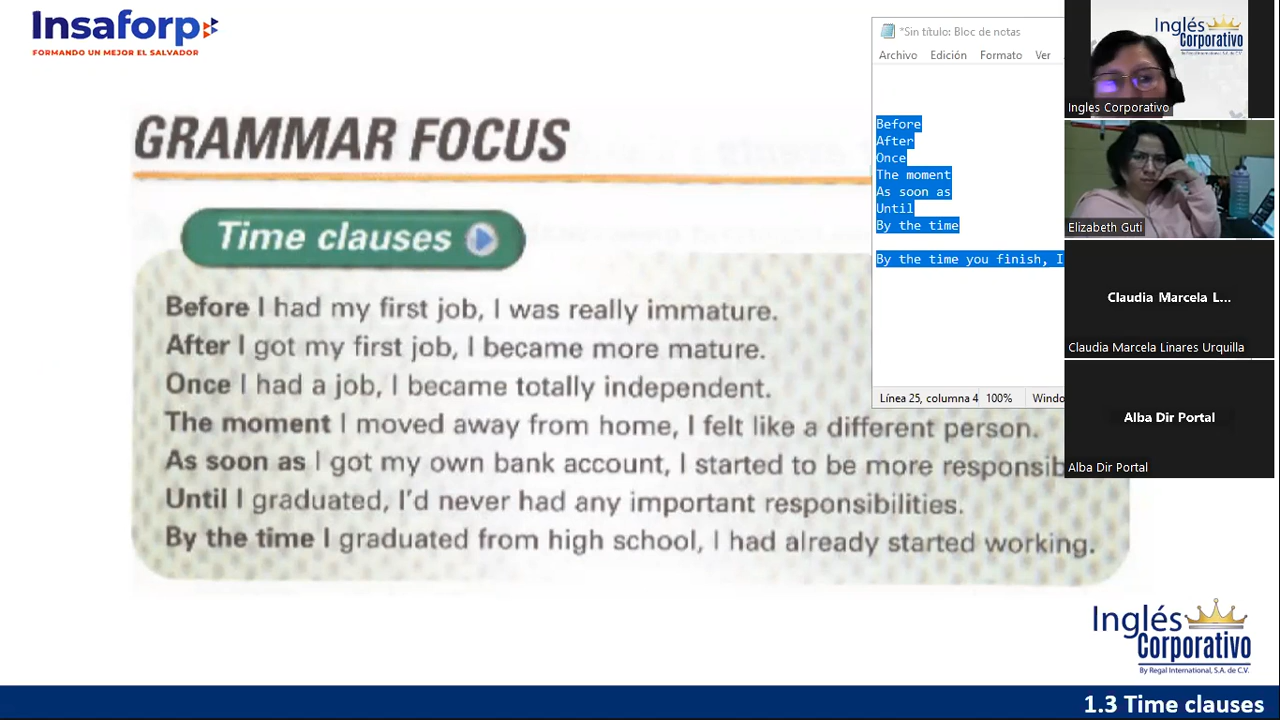 Insaforp
FORMANDO UN MEJOR EL SALVADOR
GRAMMAR FOCUS
Time clauses
Before I had my first job, I was really immature.
After I got my first job, I became more mature.
Once I had a job, I became totally independent.
The moment I moved away from home, I felt like a different person.
As soon as I got my own bank account, I started to be more responsib
Until I graduated, I'd never had any important responsibilities.
By the time I graduated from high school, I had already started working.
*Sin título: Bloc de notas
Archivo Edición Formato Ver
Before
After
Once
The moment
As soon as
Until
By the time
By the time you finish, I
Línea 25, columna 4 100% Windo
Inglés
Corporativo
By Regal International, S.A. de C.V.
Ingles Corporativo
Elizabeth Guti
Claudia Marcela L...
Claudia Marcela Linares Urquilla
Alba Dir Portal
Alba Dir Portal
Inglés
Corporativo
By Regal International, S.A. de C.V.
1.3 Time clauses